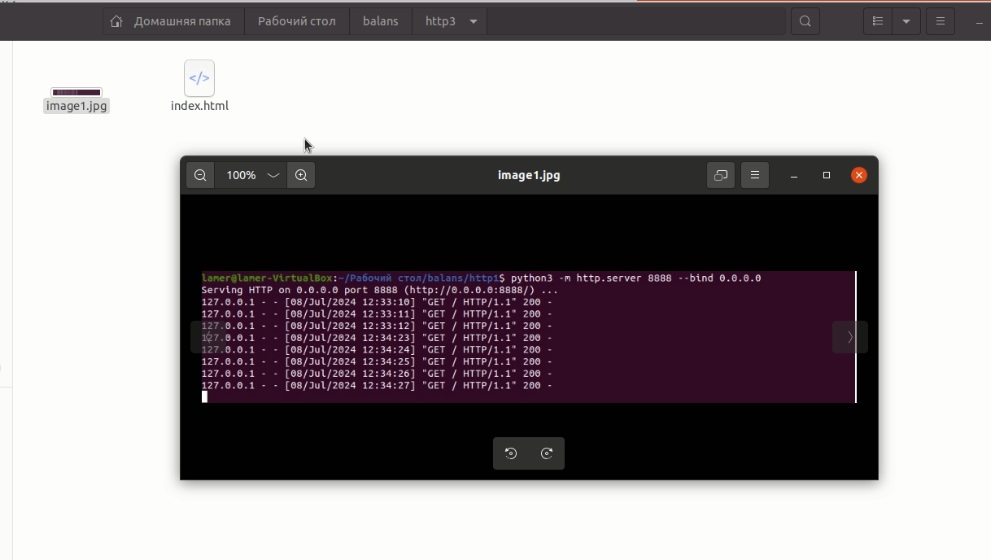 Домашняя папка Рабочий стол balans http3
image1.jpg index.html
100% image1.jpg
lamer@lamer-VirtualBox:~/Рабочий стол/balans/http1$ python3 -m http.server 8888 --bind 0.0.0.0
Serving HTTP on 0.0.0.0 port 8888 (http://0.0.0.0:8888/) ...
127.0.0.1 - - [08/Jul/2024 12:33:10] "GET / HTTP/1.1" 200 -
127.0.0.1 - - [08/Jul/2024 12:33:11] "GET / HTTP/1.1" 200 -
127.0.0.1 - - [08/Jul/2024 12:33:12] "GET / HTTP/1.1" 200 -
127.0.0.1 - - [08/Jul/2024 12:34:23] "GET / HTTP/1.1" 200 -
127.0.0.1 - - [08/Jul/2024 12:34:24] "GET / HTTP/1.1" 200 -
127.0.0.1 - - [08/Jul/2024 12:34:25] "GET / HTTP/1.1" 200 -
127.0.0.1 - - [08/Jul/2024 12:34:26] "GET / HTTP/1.1" 200 -
127.0.0.1 - - [08/Jul/2024 12:34:27] "GET / HTTP/1.1" 200 -